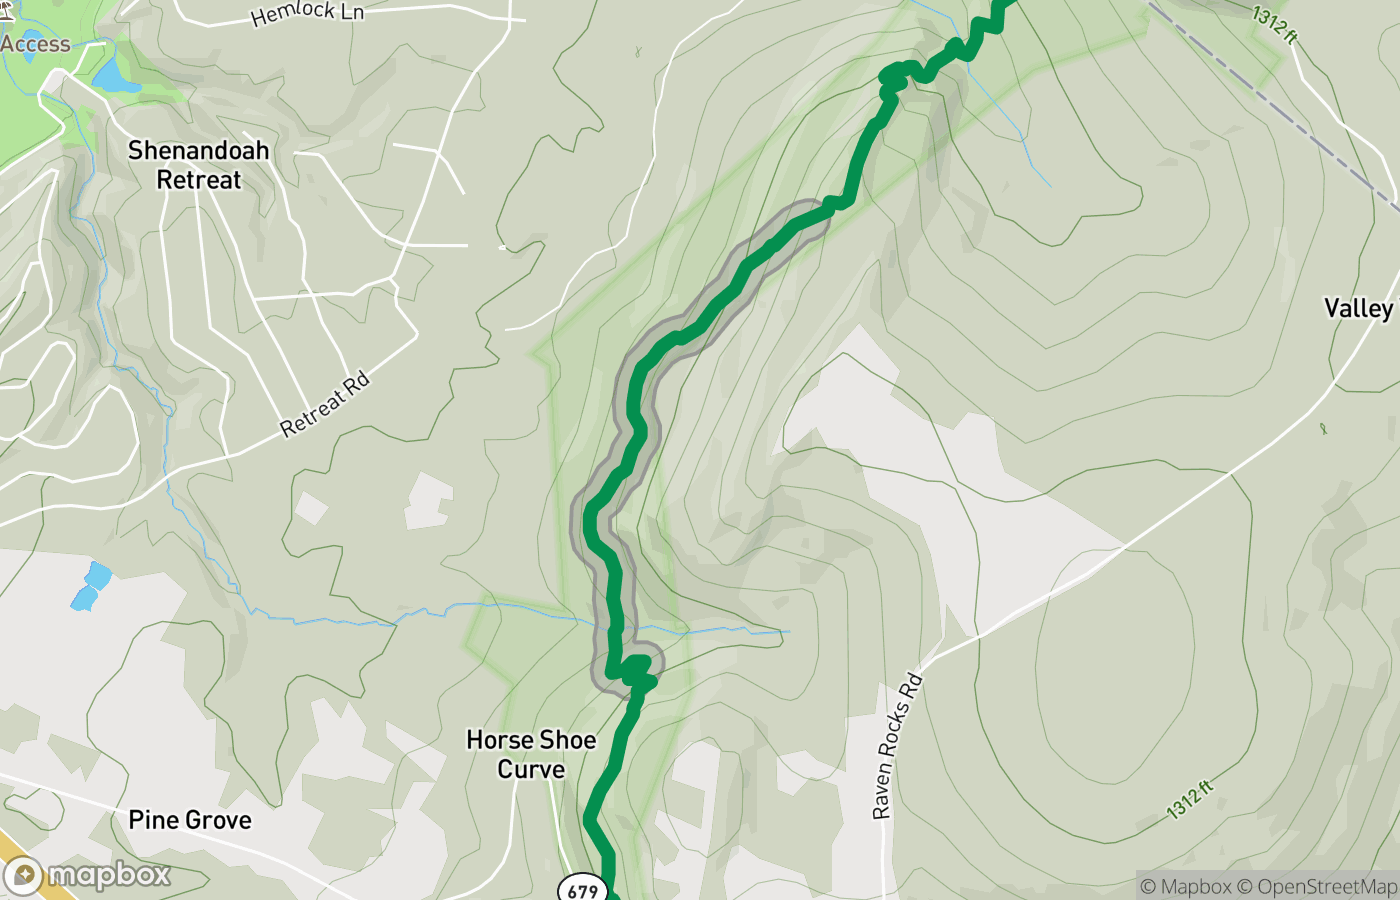 Hemlock Ln
1312 ft
Access
Shenandoah
Retreat
Valley
Retreat Rd
Raven Rocks Rd
Horse Shoe
Curve
1312 ft
Pine Grove
679
mapbox
© Mapbox © OpenStreetMap